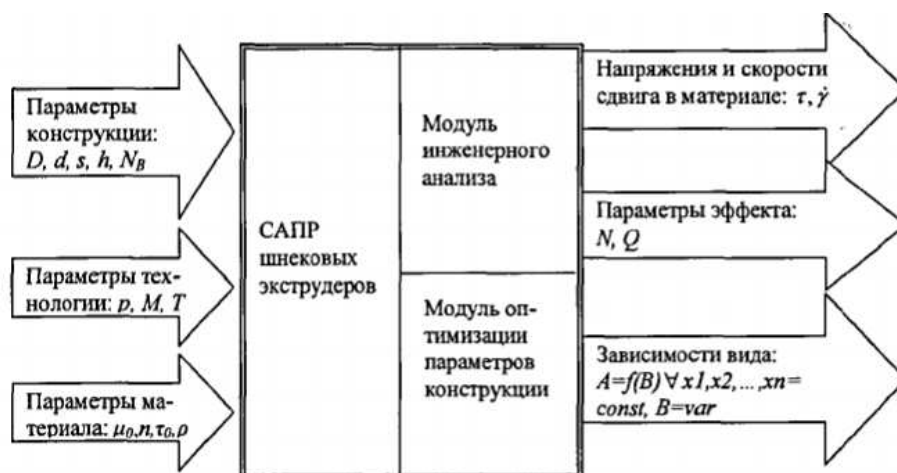 Параметры
конструкции:
D, d, s, h, N_B
Параметры тех-
нологии: p, M, T
Параметры ма-
териала: μ₀,n,τ₀,ρ
САПР
шнековых
экструдеров
Модуль
инженерного
анализа
Модуль оп-
тимизации
параметров
конструкции
Напряжения и скорости
сдвига в материале: τ, γ̇
Параметры эффекта:
N, Q
Зависимости вида:
A=f(B) ∀ x1,x2,...,xn=
const, B=var